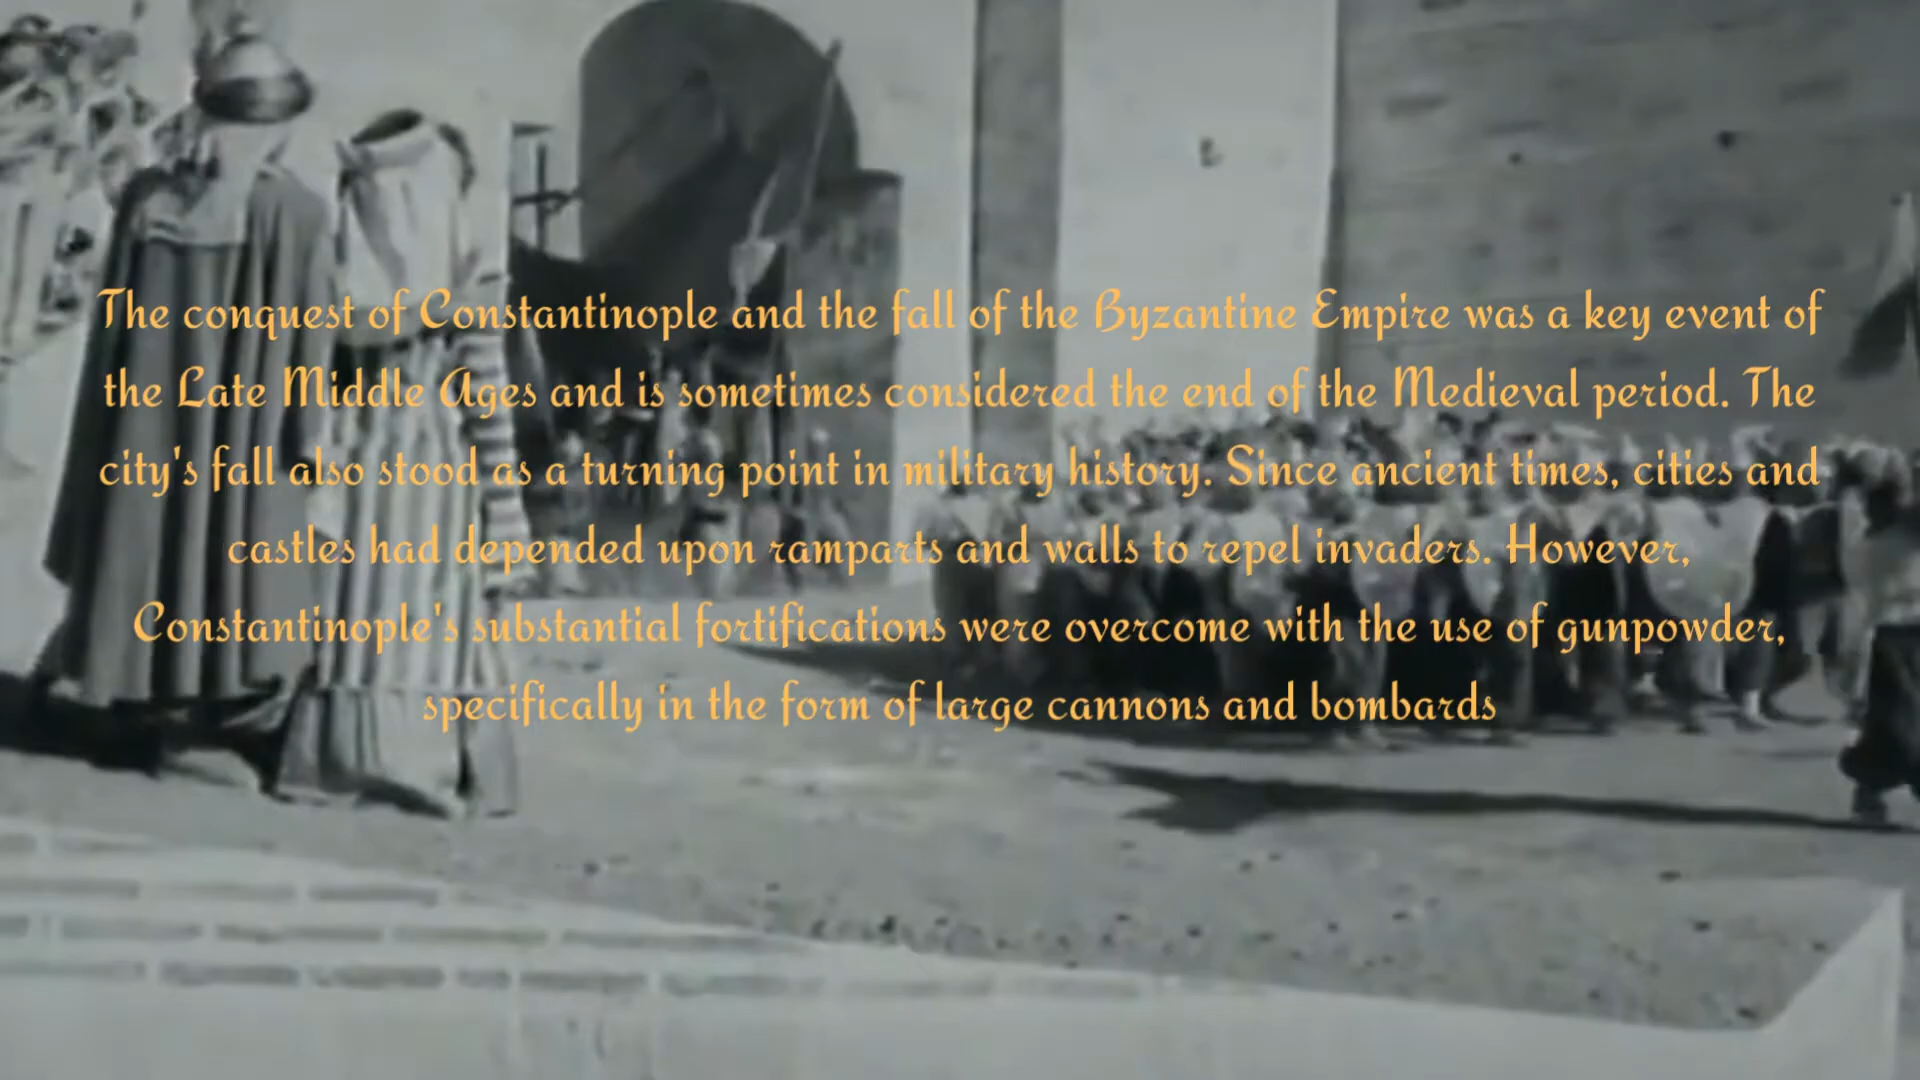 The conquest of Constantinople and the fall of the Byzantine Empire was a key event of
the Late Middle Ages and is sometimes considered the end of the Medieval period. The
city's fall also stood as a turning point in military history. Since ancient times, cities and
castles had depended upon ramparts and walls to repel invaders. However,
Constantinople's substantial fortifications were overcome with the use of gunpowder,
specifically in the form of large cannons and bombards